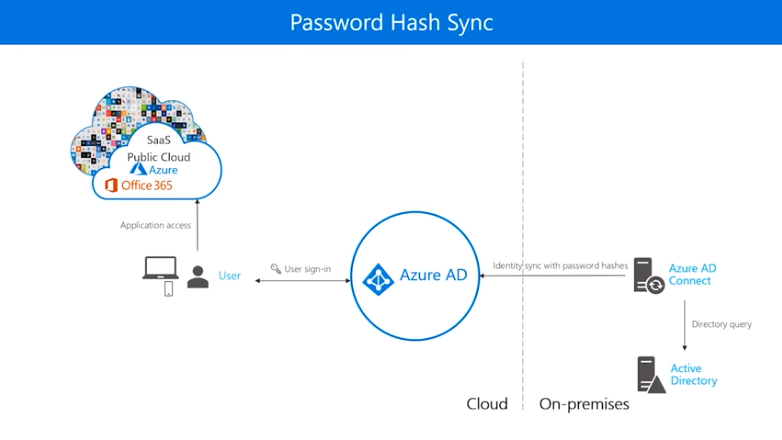 Password Hash Sync
SaaS
Public Cloud
Azure
Office 365
Application access
User
User sign-in
Azure AD
Identity sync with password hashes
Azure AD
Connect
Directory query
Active
Directory
Cloud
On-premises